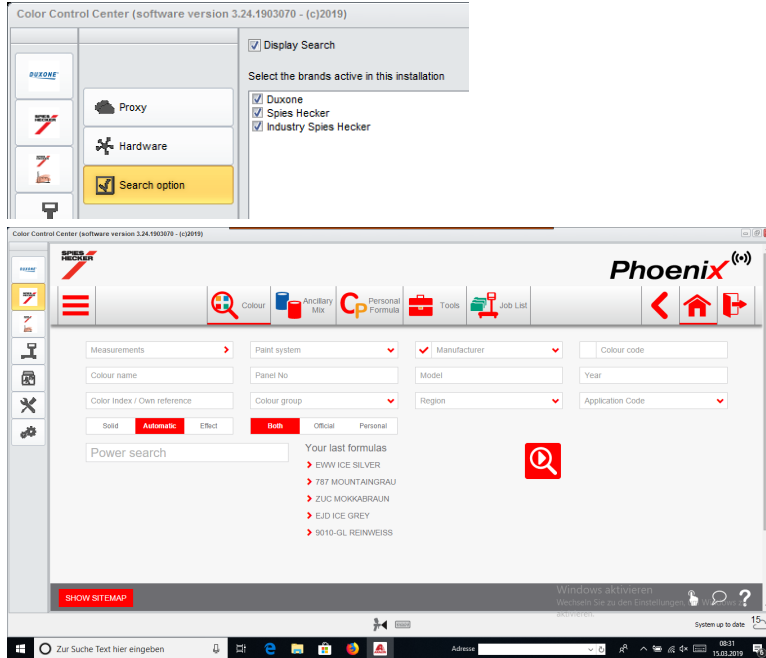 Color Control Center (software version 3.24.1903070 - (c)2019)
Display Search
DUXONE
Select the brands active in this installation
Duxone
Spies Hecker
Industry Spies Hecker
Proxy
SPIES HECKER
Hardware
Search option
Color Control Center (software version 3.24.1903070 - (c)2019)
SPIES
HECKER
Phoenix
DUXONE
Colour
Ancillary
Mix
Cp Personal
Formula
Tools
Job List
Measurements
Paint system
Manufacturer
Colour code
Colour name
Panel No
Model
Year
Color Index / Own reference
Colour group
Region
Application Code
Solid
Automatic
Effect
Both
Official
Personal
Power search
Your last formulas
EWW ICE SILVER
787 MOUNTAINGRAU
ZUC MOKKABRAUN
EJD ICE GREY
9010-GL REINWEISS
SHOW SITEMAP
Windows aktivieren
Wechseln Sie zu den Einstellungen,
aktivieren.
System up to date
15
Zur Suche Text hier eingeben
Adresse
08:31
15.03.2019